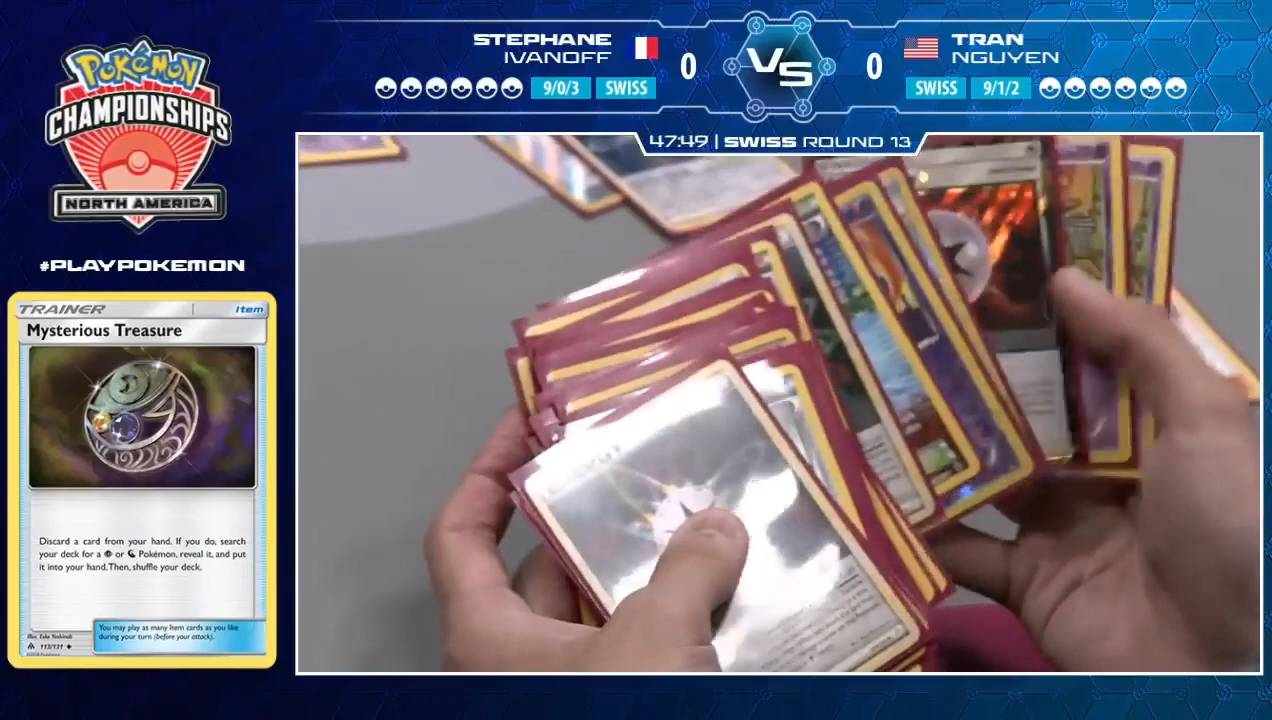 Pokémon
CHAMPIONSHIPS
NORTH AMERICA
#PLAYPOKEMON
STEPHANE
IVANOFF
0
9/0/3
SWISS
VS
0
TRAN
NGUYEN
SWISS
9/1/2
47:49 | SWISS ROUND 13
TRAINER
Item
Mysterious Treasure
Discard a card from your hand. If you do, search
your deck for a or Pokémon, reveal it, and put
it into your hand. Then, shuffle your deck.
You may play as many Item cards as you like
during your turn (before your attack).
113/131